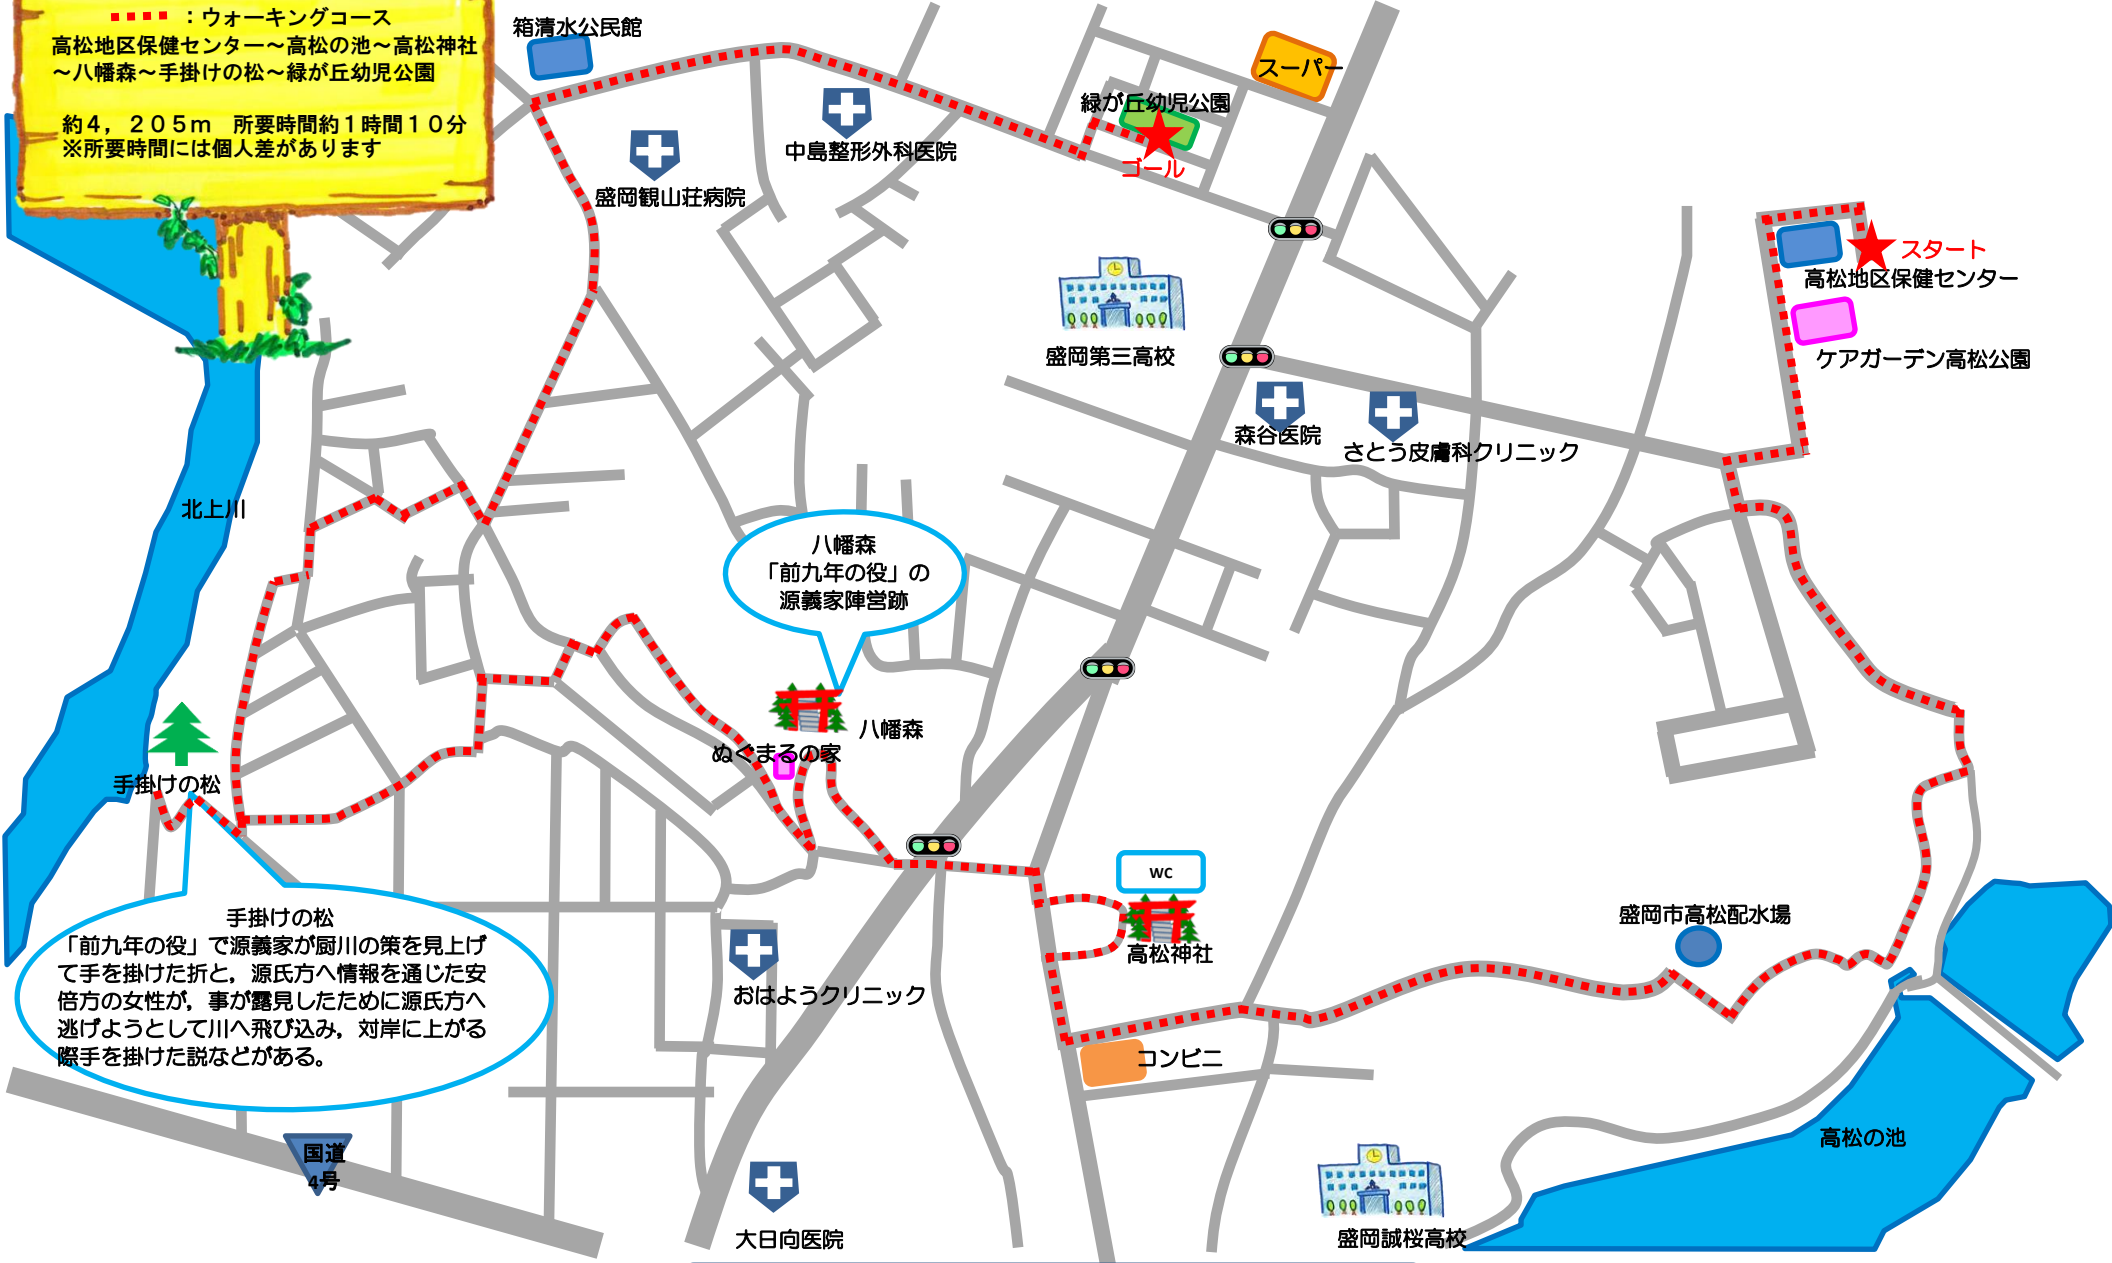 ：ウォーキングコース
高松地区保健センター～高松の池～高松神社
～八幡森～手掛けの松～緑が丘幼児公園
約４，２０５ｍ　所要時間約１時間１０分
※所要時間には個人差があります
箱清水公民館
スーパー
緑が丘幼児公園
ゴール
中島整形外科医院
盛岡観山荘病院
スタート
高松地区保健センター
ケアガーデン高松公園
盛岡第三高校
森谷医院
さとう皮膚科クリニック
北上川
八幡森
「前九年の役」の
源義家陣営跡
八幡森
ぬぐまるの家
手掛けの松
WC
高松神社
盛岡市高松配水場
手掛けの松
「前九年の役」で源義家が厨川の策を見上げ
て手を掛けた折と，源氏方へ情報を通じた安
倍方の女性が，事が露見したために源氏方へ
逃げようとして川へ飛び込み，対岸に上がる
際手を掛けた説などがある。
おはようクリニック
コンビニ
高松の池
国道
4号
大日向医院
盛岡誠桜高校